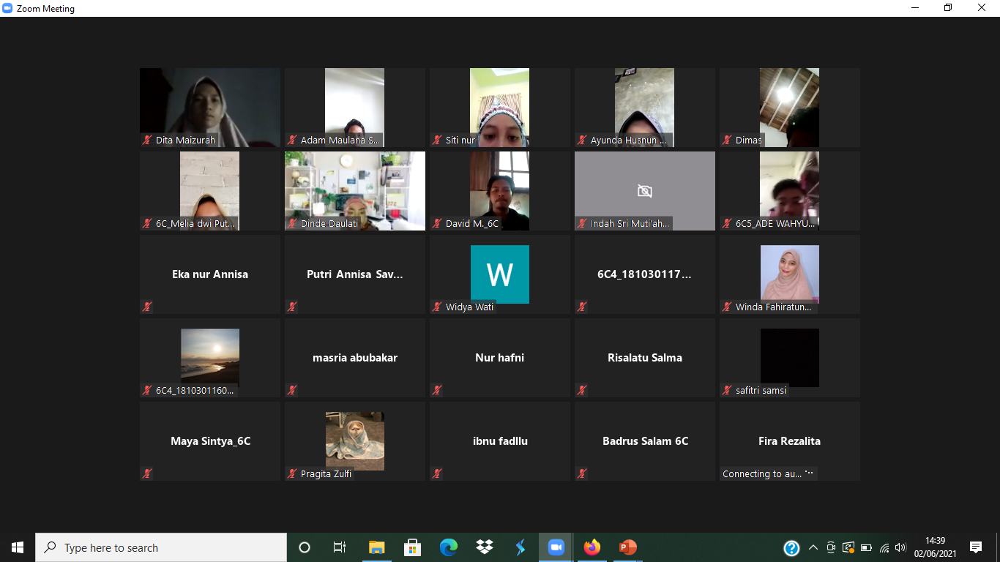 Zoom Meeting
Dita Maizurah
Adam Maulana S...
Siti nur
Ayunda Husnun ...
Dimas
6C_Melia dwi Put...
Dinde Daulati
David M._6C
Indah Sri Muti'ah...
6C5_ADE WAHYU...
Eka nur Annisa
Putri Annisa Sav...
W
Widya Wati
6C4_181030117...
Winda Fahiratun...
6C4_1810301160...
masria abubakar
Nur hafni
Risalatu Salma
safitri samsi
Maya Sintya_6C
Pragita Zulfi
ibnu fadllu
Badrus Salam 6C
Fira Rezalita
Connecting to au...
Type here to search
14:39
02/06/2021